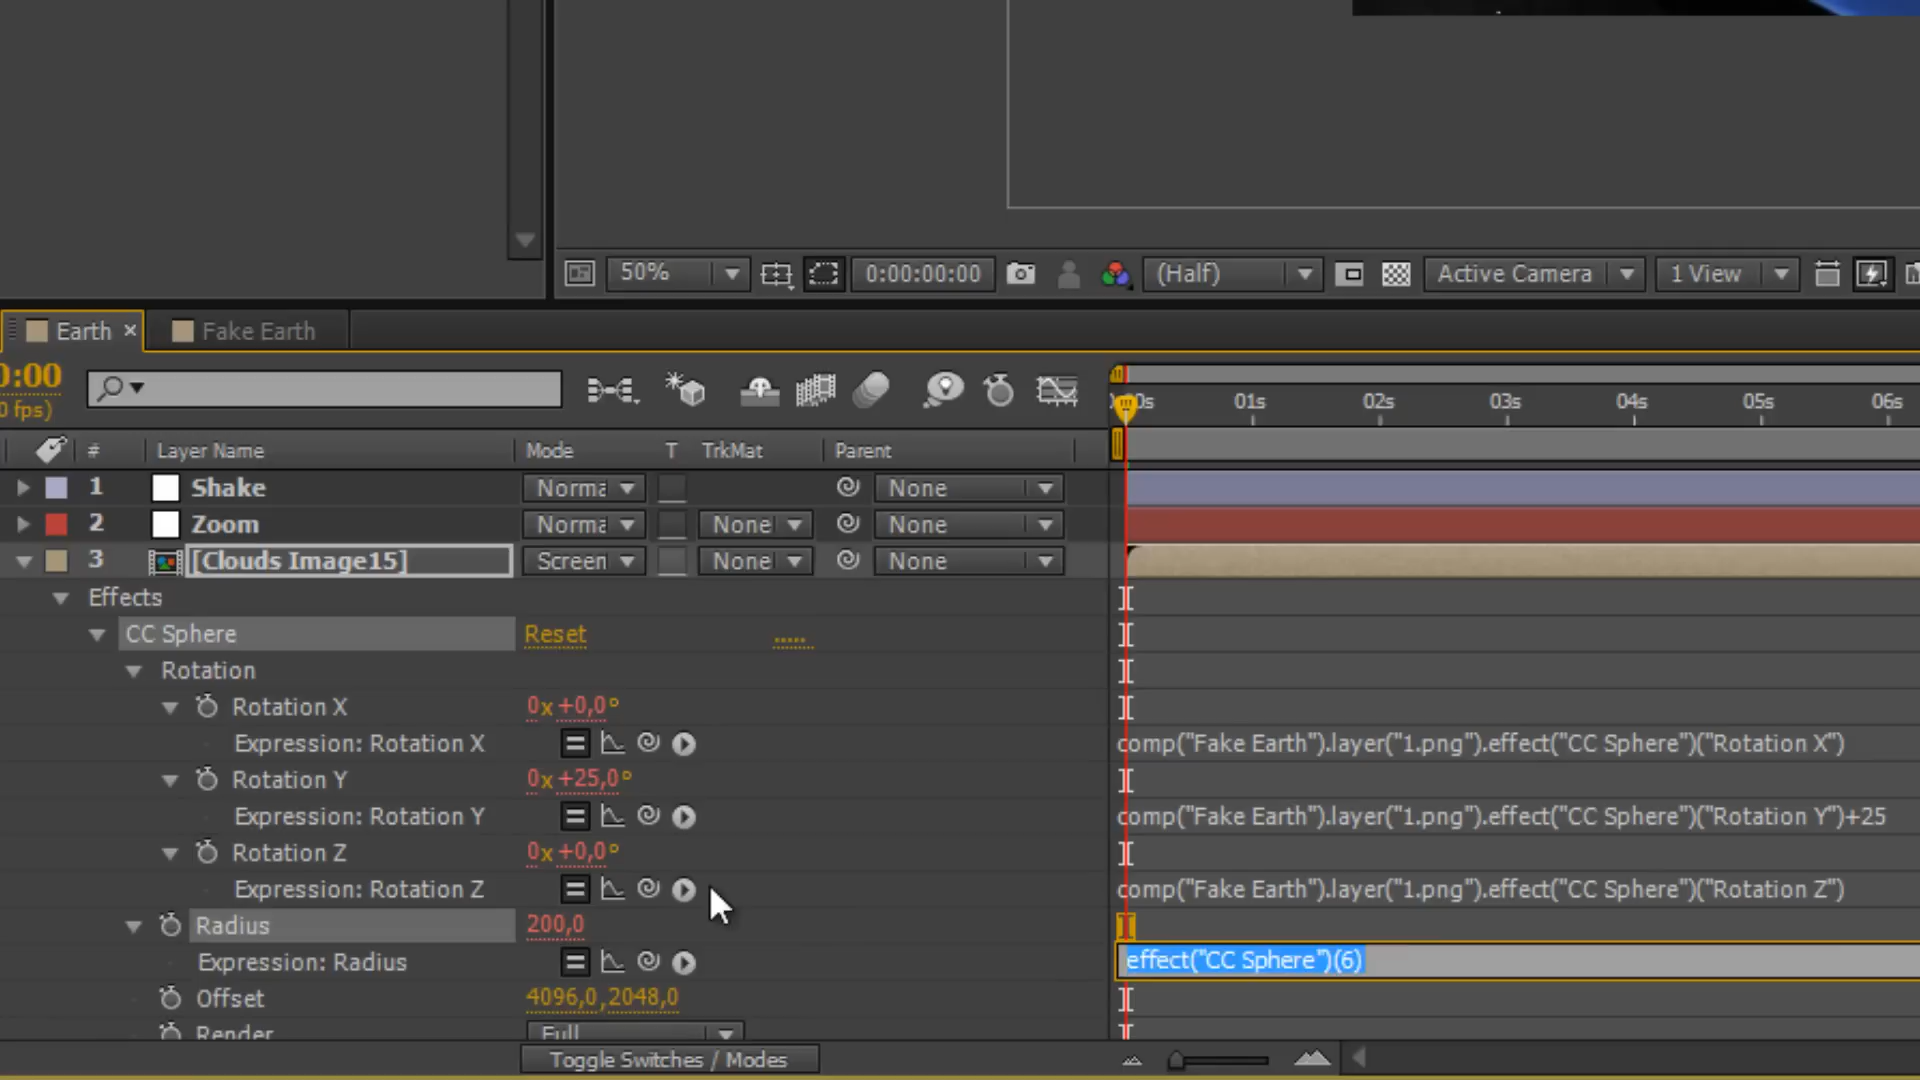 50%
0:00:00:00
(Half)
Active Camera
1 View
Earth ×
Fake Earth
0:00
0 fps)
0s 01s 02s 03s 04s 05s 06s
# Layer Name Mode T TrkMat Parent
1 Shake Norma None
2 Zoom Norma None None
3 [Clouds Image15] Screen None None
Effects
CC Sphere Reset .....
Rotation
Rotation X 0x +0,0°
Expression: Rotation X comp("Fake Earth").layer("1.png").effect("CC Sphere")("Rotation X")
Rotation Y 0x +25,0°
Expression: Rotation Y comp("Fake Earth").layer("1.png").effect("CC Sphere")("Rotation Y")+25
Rotation Z 0x +0,0°
Expression: Rotation Z comp("Fake Earth").layer("1.png").effect("CC Sphere")("Rotation Z")
Radius 200,0
Expression: Radius effect("CC Sphere")(6)
Offset 4096,0,2048,0
Render Full
Toggle Switches / Modes